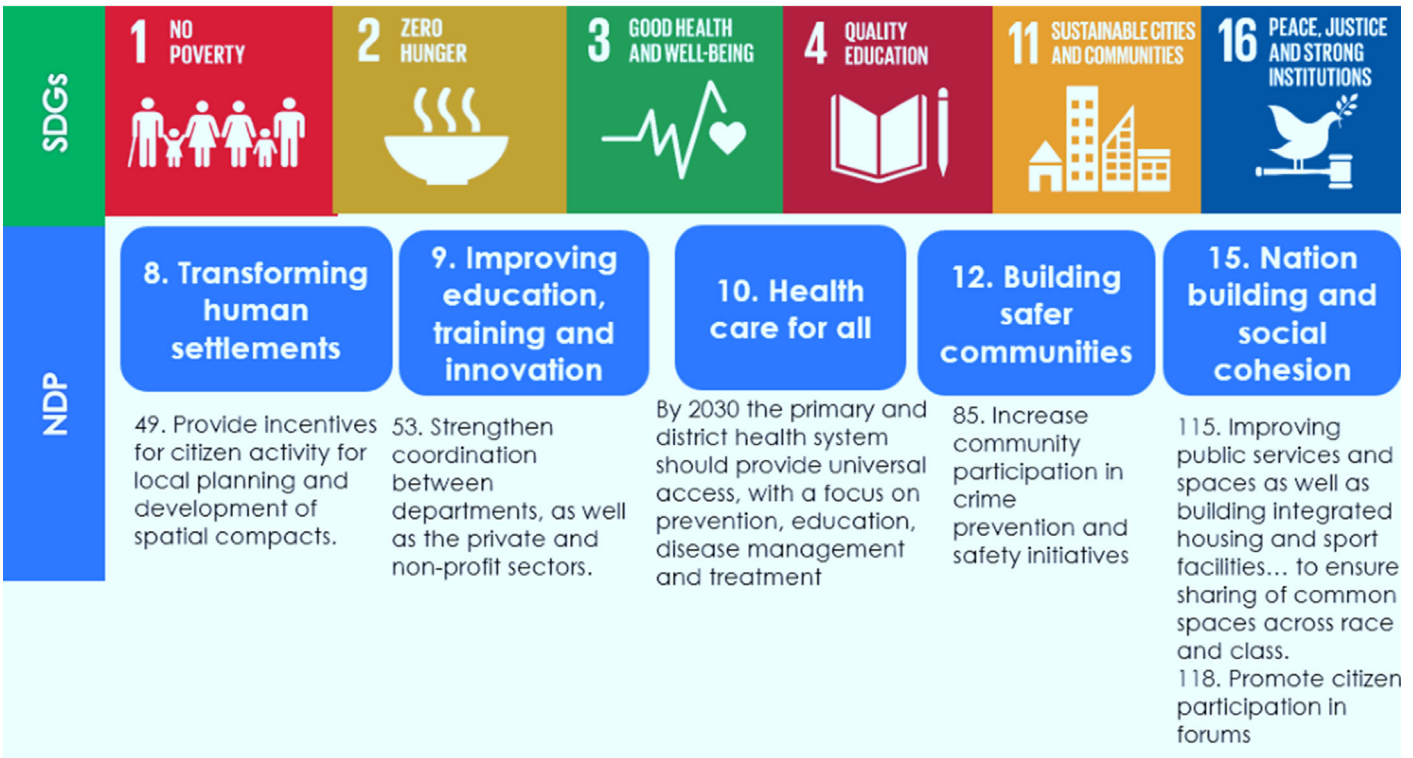 SDGs
1 NO
POVERTY
2 ZERO
HUNGER
3 GOOD HEALTH
AND WELL-BEING
4 QUALITY
EDUCATION
11 SUSTAINABLE CITIES
AND COMMUNITIES
16 PEACE, JUSTICE
AND STRONG
INSTITUTIONS
NDP
8. Transforming
human
settlements
49. Provide incentives
for citizen activity for
local planning and
development of
spatial compacts.
9. Improving
education,
training and
innovation
53. Strengthen
coordination
between
departments, as well
as the private and
non-profit sectors.
10. Health
care for all
By 2030 the primary and
district health system
should provide universal
access, with a focus on
prevention, education,
disease management
and treatment
12. Building
safer
communities
85. Increase
community
participation in
crime
prevention and
safety initiatives
15. Nation
building and
social
cohesion
115. Improving
public services and
spaces as well as
building integrated
housing and sport
facilities… to ensure
sharing of common
spaces across race
and class.
118. Promote citizen
participation in
forums